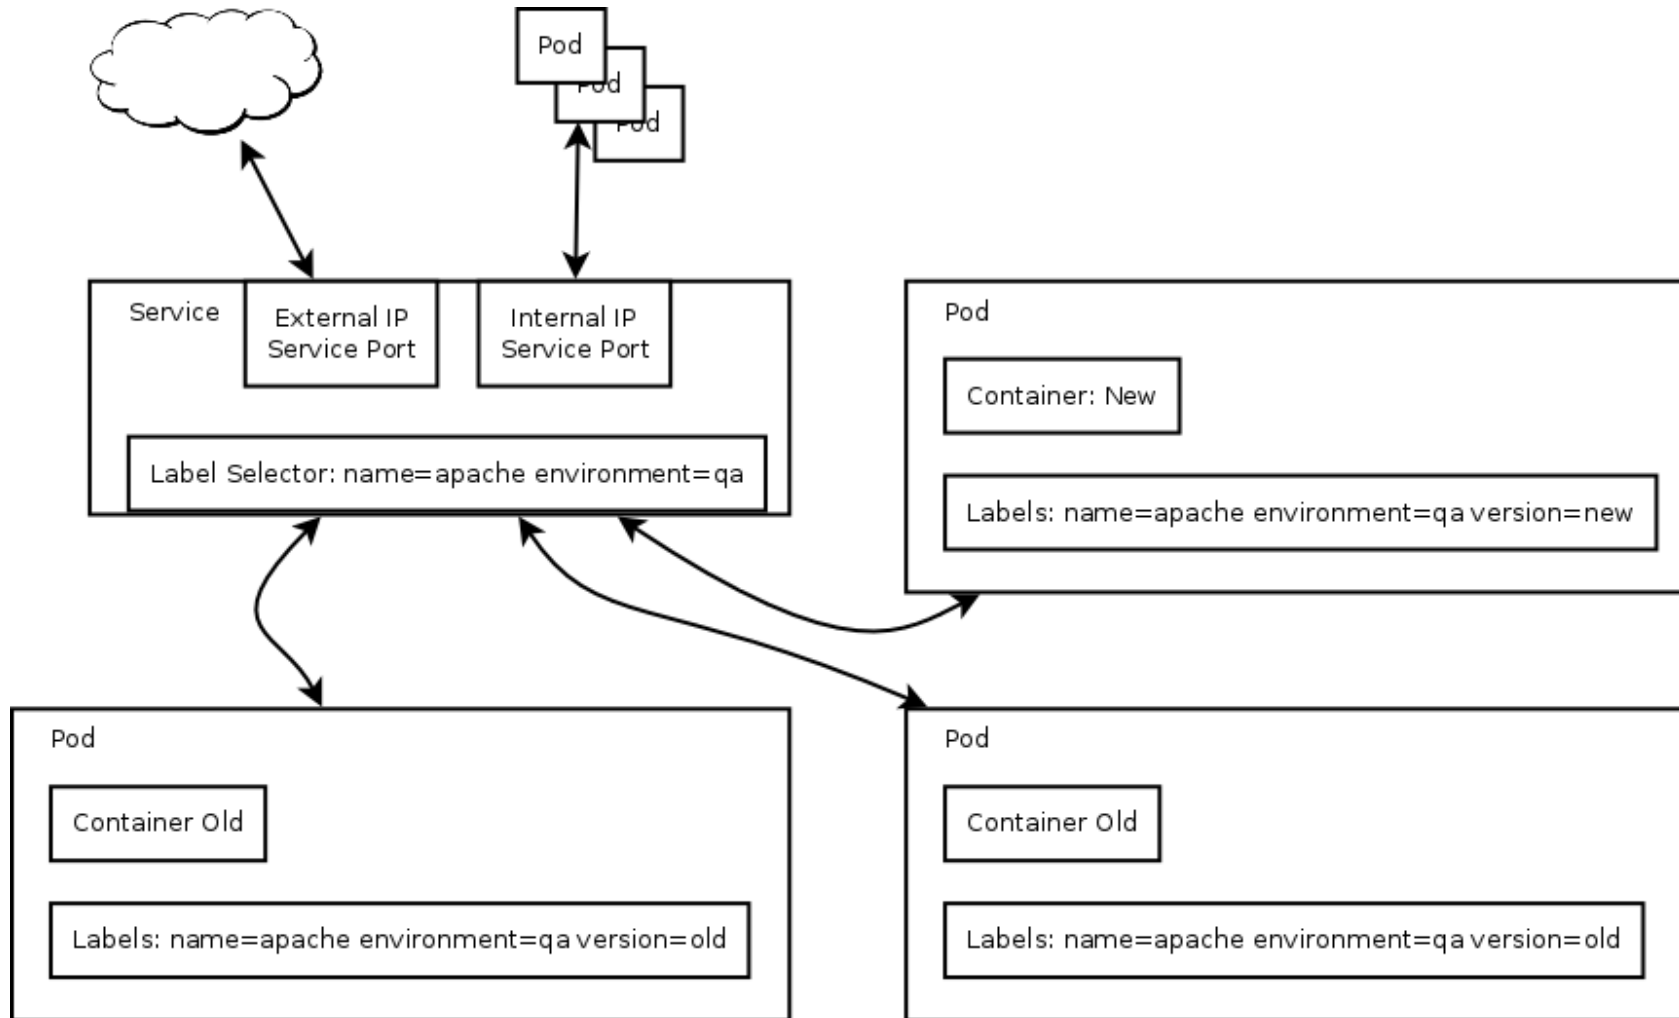 Pod
Pod
Pod
Service
External IP
Service Port
Internal IP
Service Port
Label Selector: name=apache environment=qa
Pod
Container: New
Labels: name=apache environment=qa version=new
Pod
Container Old
Labels: name=apache environment=qa version=old
Pod
Container Old
Labels: name=apache environment=qa version=old